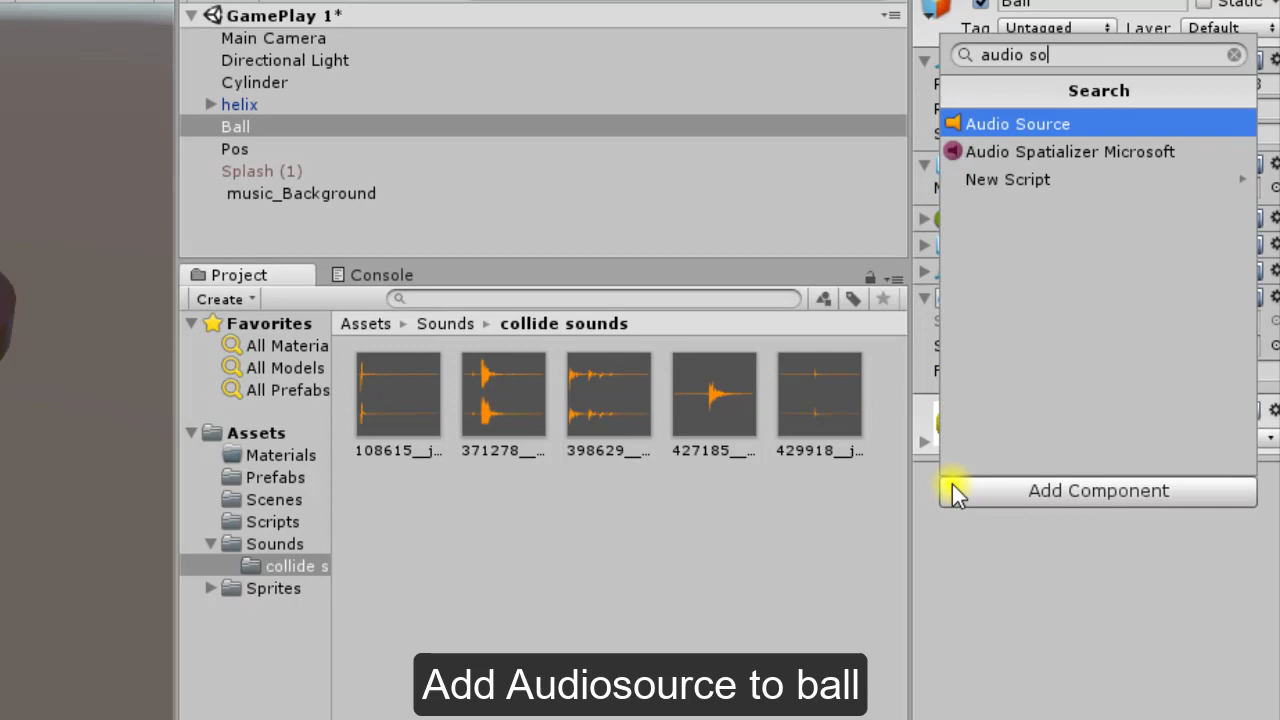 GamePlay 1*
Main Camera
Directional Light
Cylinder
helix
Ball
Pos
Splash (1)
music_Background
Project
Console
Create
Favorites
All Materia
All Models
All Prefabs
Assets
Materials
Prefabs
Scenes
Scripts
Sounds
collide s
Sprites
Assets ▸ Sounds ▸ collide sounds
108615__j... 371278__... 398629__... 427185__... 429918__j...
Ball Static
Tag Untagged Layer Default
audio so
Search
Audio Source
Audio Spatializer Microsoft
New Script
Add Component
Add Audiosource to ball